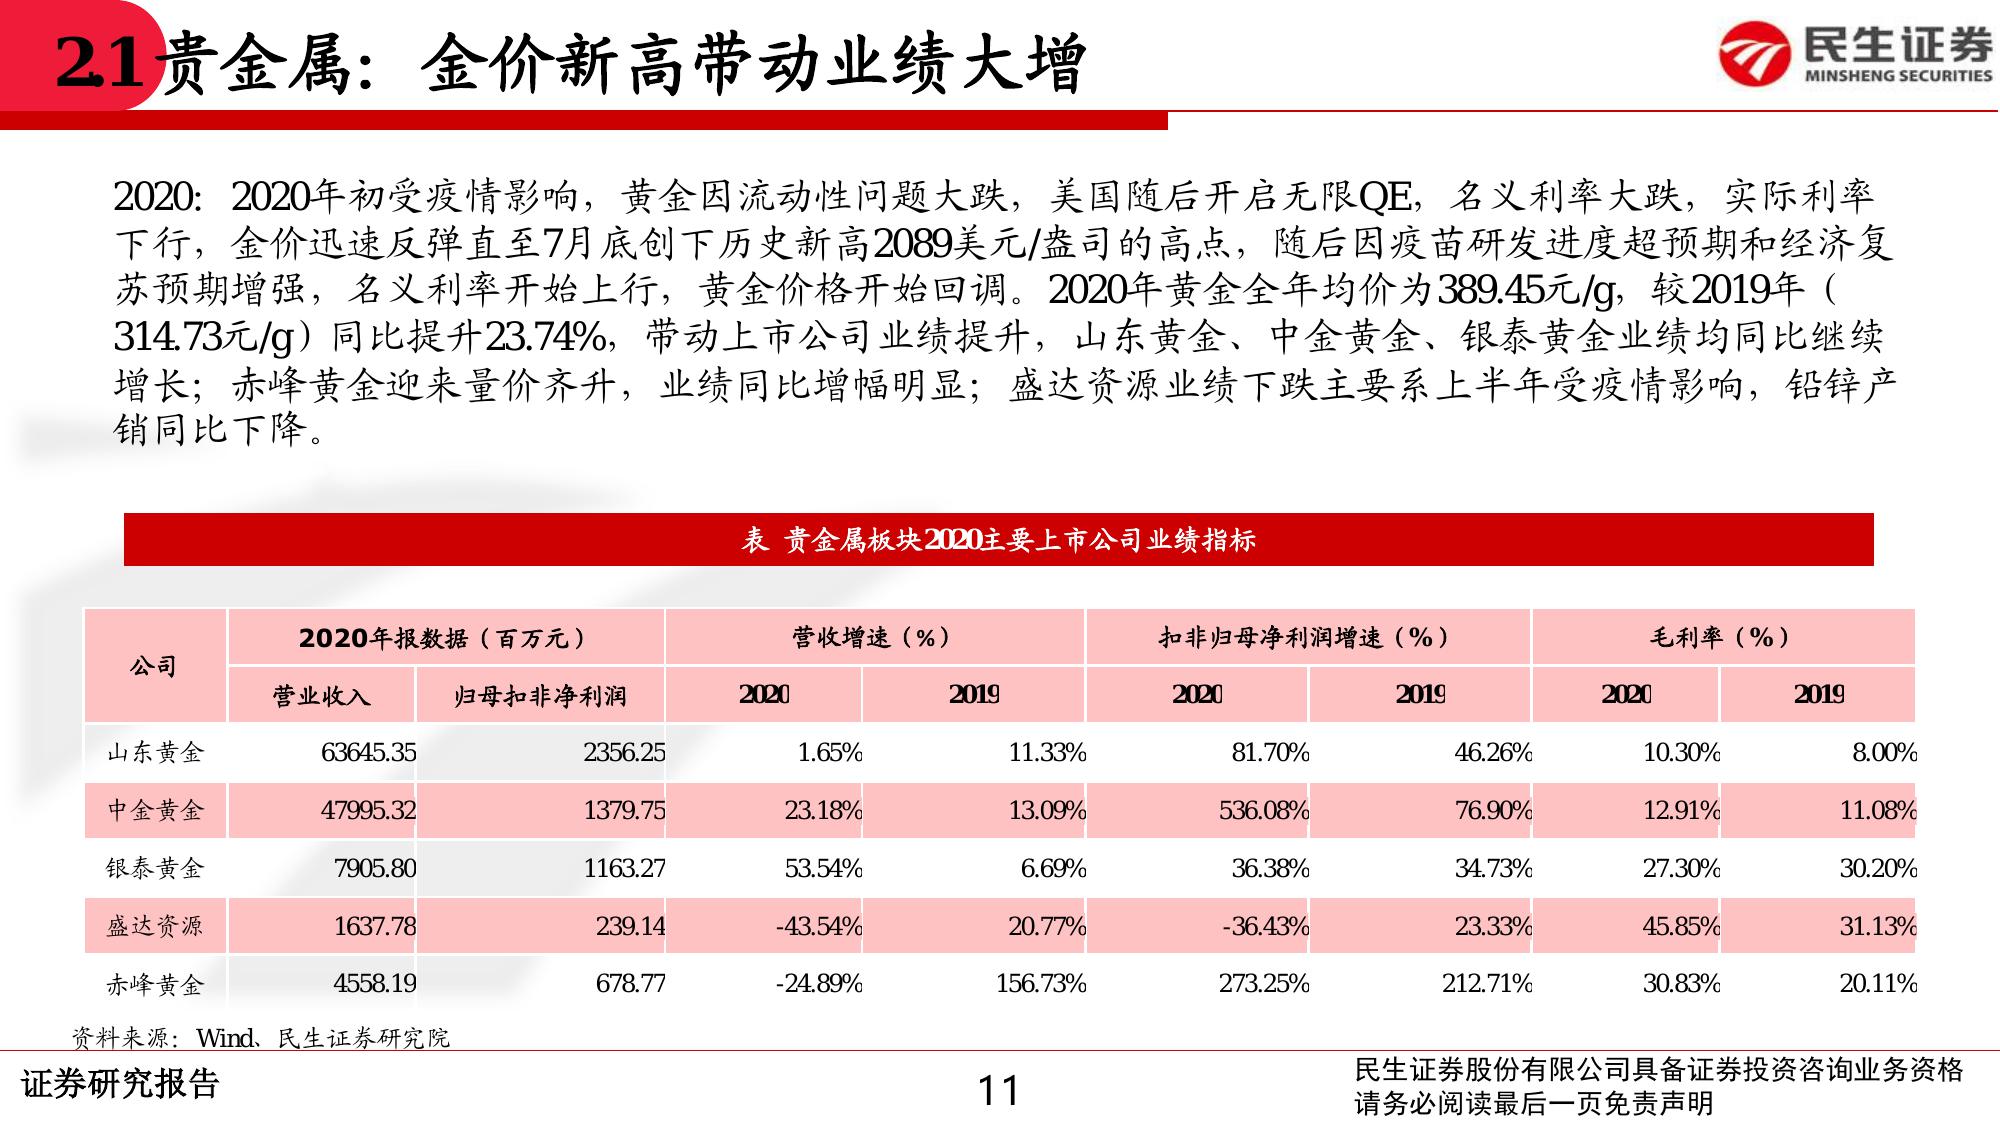 2.1贵金属：金价新高带动业绩大增
民生证券
MINSHENG SECURITIES
2020：2020年初受疫情影响，黄金因流动性问题大跌，美国随后开启无限QE，名义利率大跌，实际利率
下行，金价迅速反弹直至7月底创下历史新高2089美元/盎司的高点，随后因疫苗研发进度超预期和经济复
苏预期增强，名义利率开始上行，黄金价格开始回调。2020年黄金全年均价为389.45元/g，较2019年（
314.73元/g）同比提升23.74%，带动上市公司业绩提升，山东黄金、中金黄金、银泰黄金业绩均同比继续
增长；赤峰黄金迎来量价齐升，业绩同比增幅明显；盛达资源业绩下跌主要系上半年受疫情影响，铅锌产
销同比下降。
表 贵金属板块2020主要上市公司业绩指标
公司 2020年报数据（百万元） 营收增速（%） 扣非归母净利润增速（%） 毛利率（%）
营业收入 归母扣非净利润 2020 2019 2020 2019 2020 2019
山东黄金 63645.35 2356.25 1.65% 11.33% 81.70% 46.26% 10.30% 8.00%
中金黄金 47995.32 1379.75 23.18% 13.09% 536.08% 76.90% 12.91% 11.08%
银泰黄金 7905.80 1163.27 53.54% 6.69% 36.38% 34.73% 27.30% 30.20%
盛达资源 1637.78 239.14 -43.54% 20.77% -36.43% 23.33% 45.85% 31.13%
赤峰黄金 4558.19 678.77 -24.89% 156.73% 273.25% 212.71% 30.83% 20.11%
资料来源：Wind、民生证券研究院
证券研究报告
11
民生证券股份有限公司具备证券投资咨询业务资格
请务必阅读最后一页免责声明